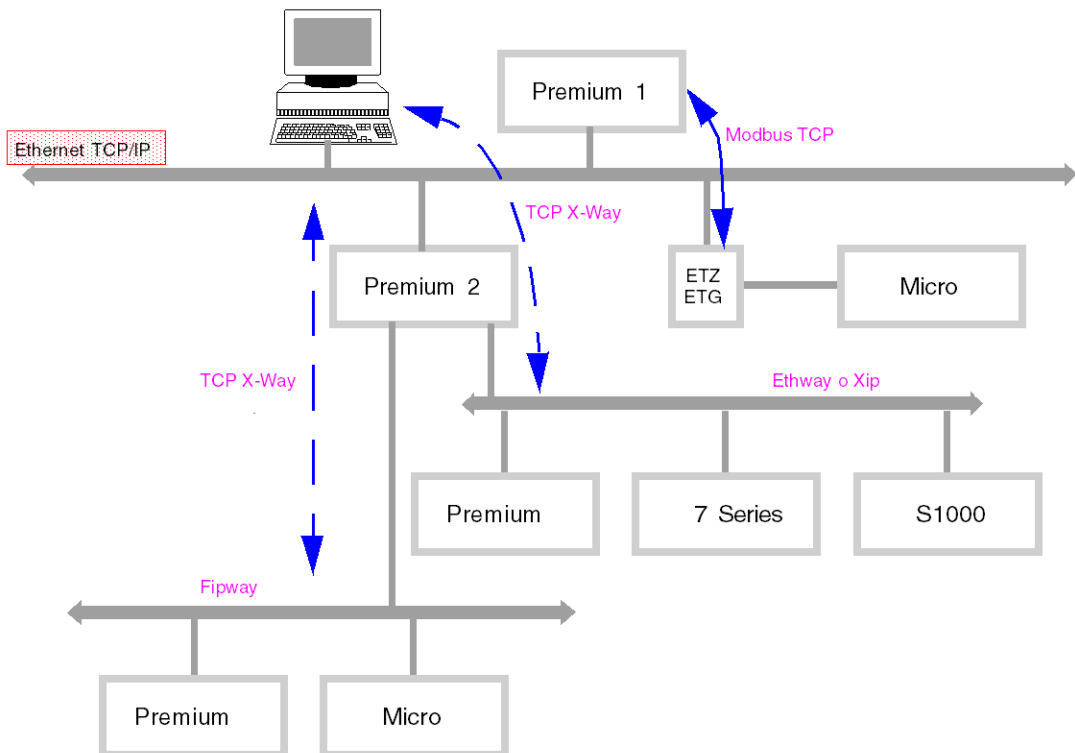 Premium 1
Modbus TCP
Ethernet TCP/IP
TCP X-Way
Premium 2
ETZ
ETG
Micro
TCP X-Way
Ethway o Xip
Premium
7 Series
S1000
Fipway
Premium
Micro